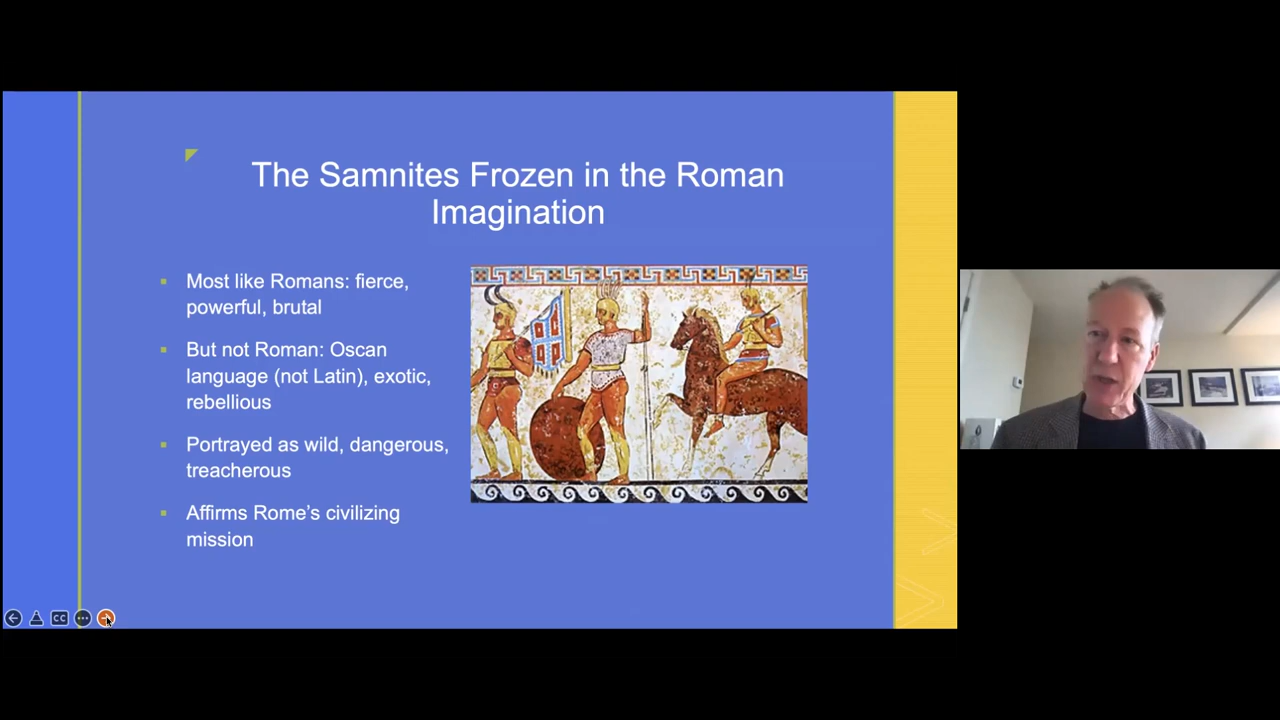 The Samnites Frozen in the Roman
Imagination
Most like Romans: fierce,
powerful, brutal
But not Roman: Oscan
language (not Latin), exotic,
rebellious
Portrayed as wild, dangerous,
treacherous
Affirms Rome’s civilizing
mission
CC